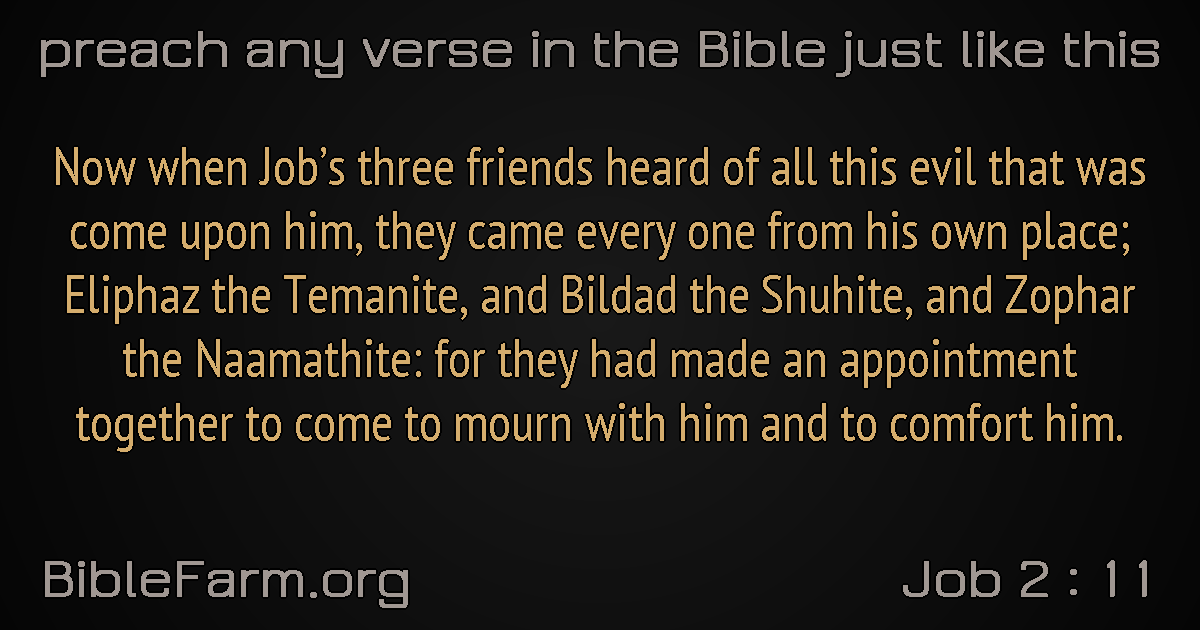 preach any verse in the Bible just like this
Now when Job’s three friends heard of all this evil that was
come upon him, they came every one from his own place;
Eliphaz the Temanite, and Bildad the Shuhite, and Zophar
the Naamathite: for they had made an appointment
together to come to mourn with him and to comfort him.
BibleFarm.org
Job 2 : 11